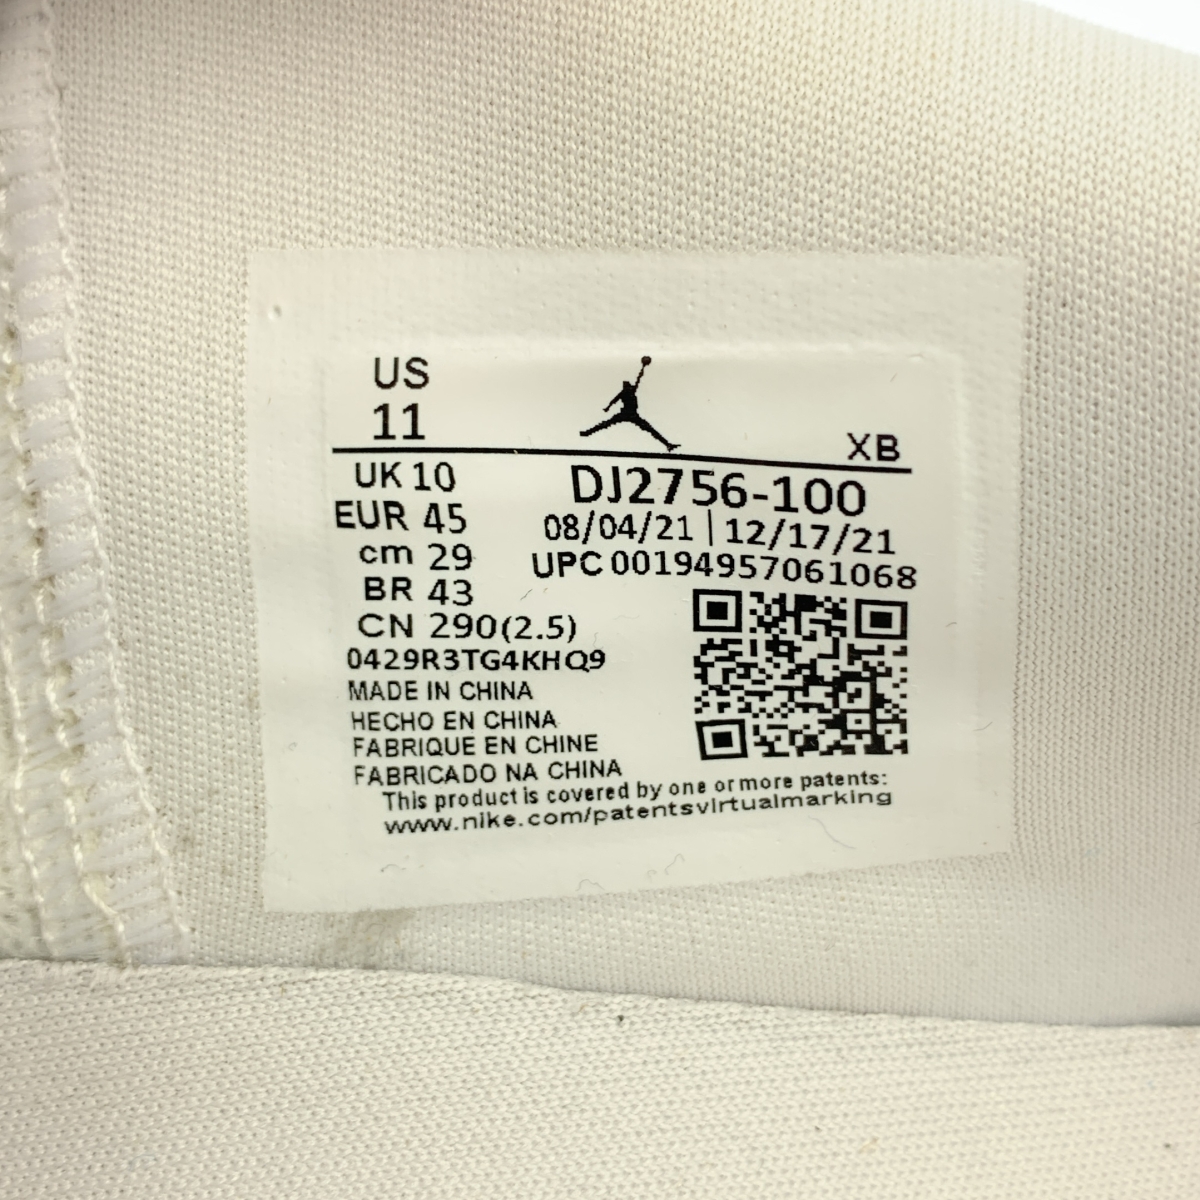 US
11
XB
UK 10
EUR 45
cm 29
BR 43
CN 290(2.5)
DJ2756-100
08/04/21 | 12/17/21
UPC 00194957061068
0429R3TG4KHQ9
MADE IN CHINA
HECHO EN CHINA
FABRIQUE EN CHINE
FABRICADO NA CHINA
This product is covered by one or more patents:
www.nike.com/patentsvirtualmarking